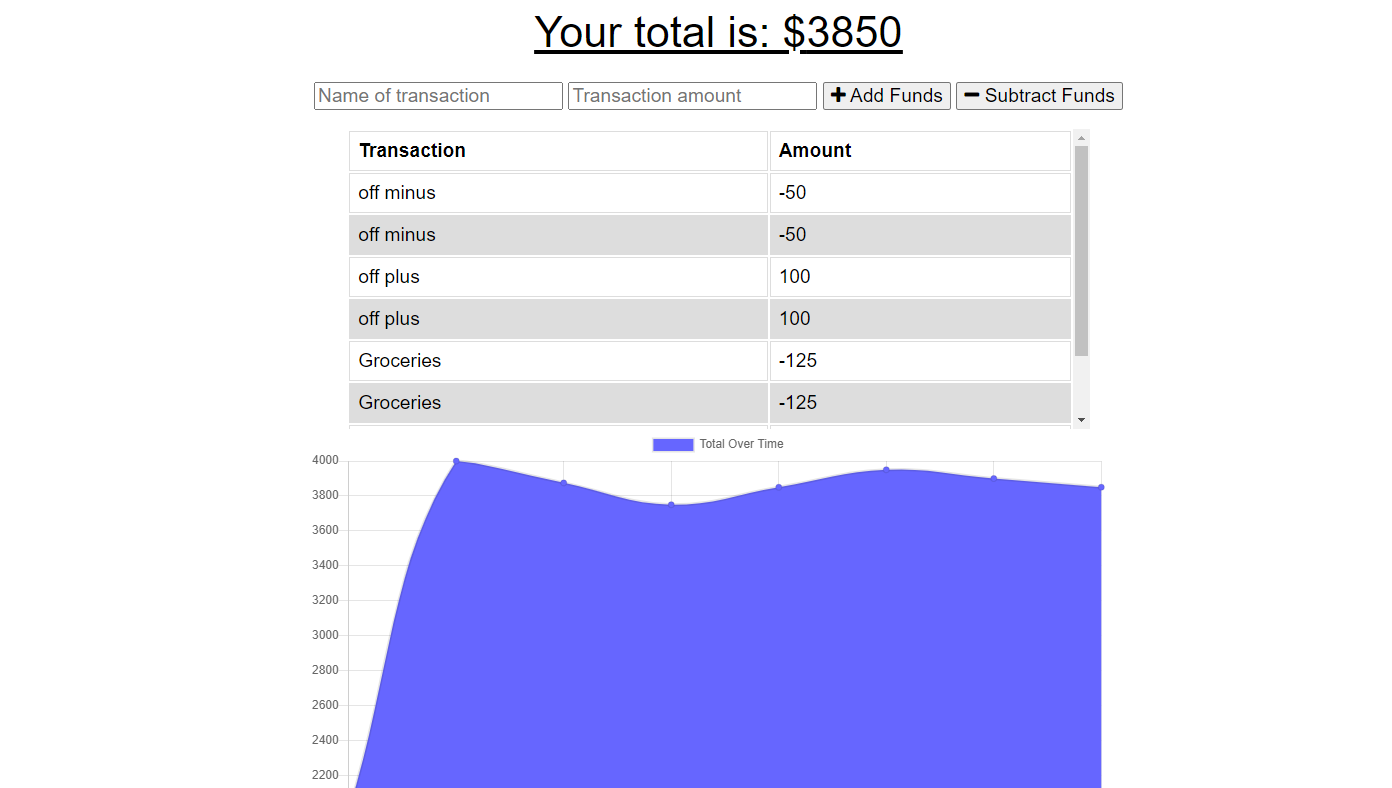 Your total is: $3850
Name of transaction Transaction amount Add Funds Subtract Funds
Transaction Amount
off minus -50
off minus -50
off plus 100
off plus 100
Groceries -125
Groceries -125
Total Over Time
4000
3800
3600
3400
3200
3000
2800
2600
2400
2200